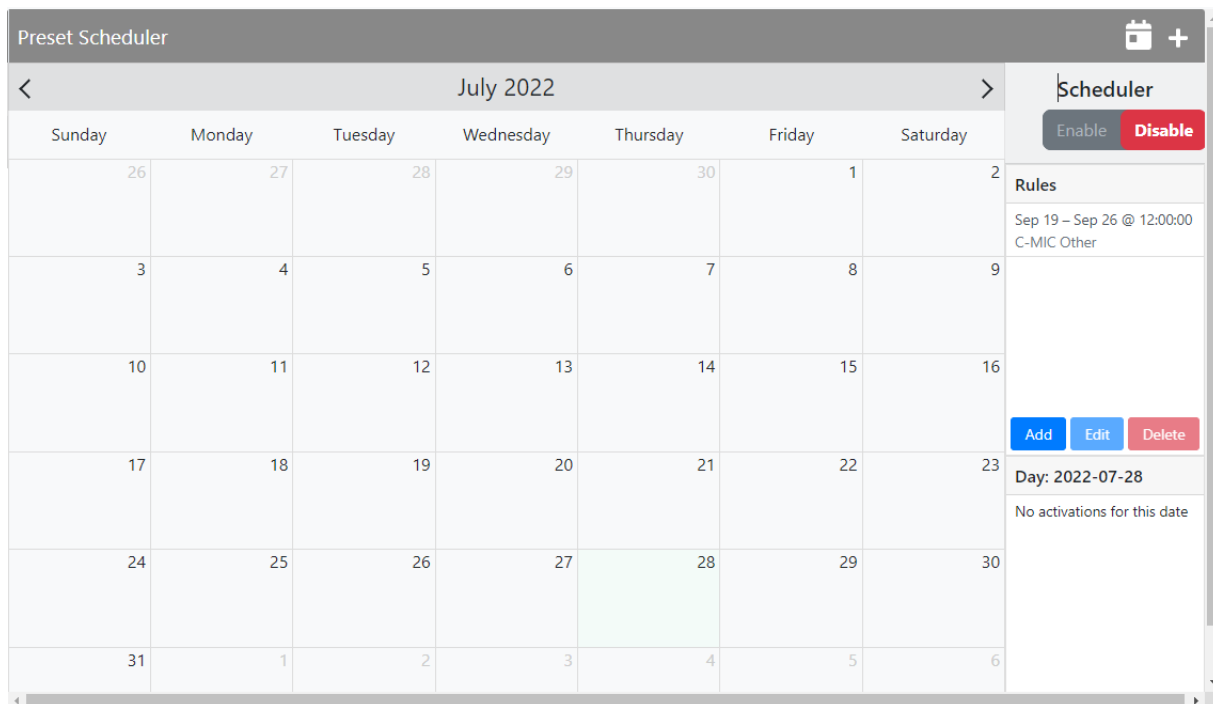 Preset Scheduler
July 2022
Sunday Monday Tuesday Wednesday Thursday Friday Saturday
26 27 28 29 30 1 2
3 4 5 6 7 8 9
10 11 12 13 14 15 16
17 18 19 20 21 22 23
24 25 26 27 28 29 30
31 1 2 3 4 5 6
Scheduler
Enable Disable
Rules
Sep 19 – Sep 26 @ 12:00:00
C-MIC Other
Add Edit Delete
Day: 2022-07-28
No activations for this date